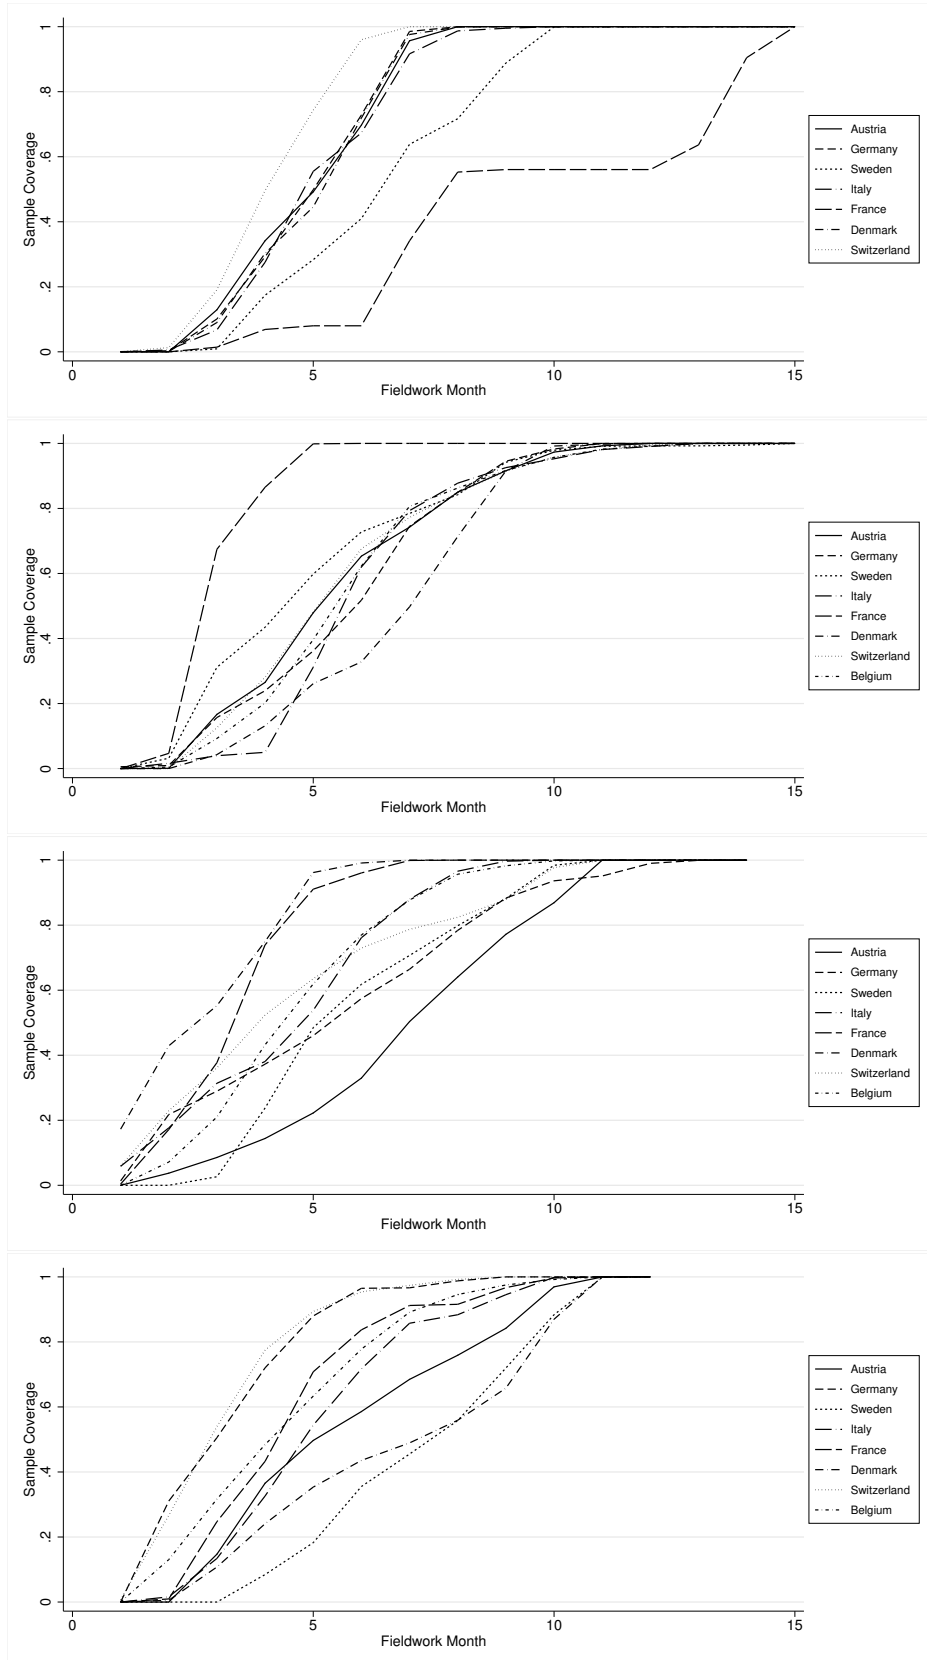 1
.8
.6
.4
.2
0
Sample Coverage
0 5 10 15
Fieldwork Month
Austria
Germany
Sweden
Italy
France
Denmark
Switzerland
1
.8
.6
.4
.2
0
Sample Coverage
0 5 10 15
Fieldwork Month
Austria
Germany
Sweden
Italy
France
Denmark
Switzerland
Belgium
1
.8
.6
.4
.2
0
Sample Coverage
0 5 10 15
Fieldwork Month
Austria
Germany
Sweden
Italy
France
Denmark
Switzerland
Belgium
1
.8
.6
.4
.2
0
Sample Coverage
0 5 10 15
Fieldwork Month
Austria
Germany
Sweden
Italy
France
Denmark
Switzerland
Belgium